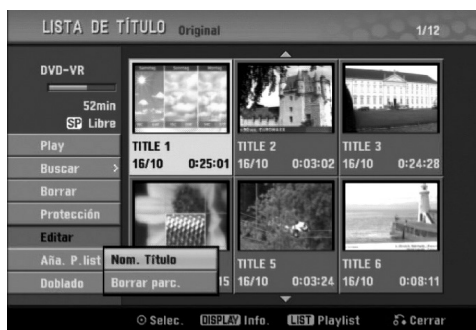 LISTA DE TÍTULO Original 1/12
DVD-VR
52min
SP Libre
Play
Buscar >
Borrar
Protección
Editar
Aña. P.list
Doblado
Nom. Título
Borrar parc.
TITLE 1
16/10 0:25:01
TITLE 2
16/10 0:03:02
TITLE 3
16/10 0:24:28
15
TITLE 5
16/10 0:03:24
TITLE 6
16/10 0:08:11
Selec. DISPLAY Info. LIST Playlist Cerrar